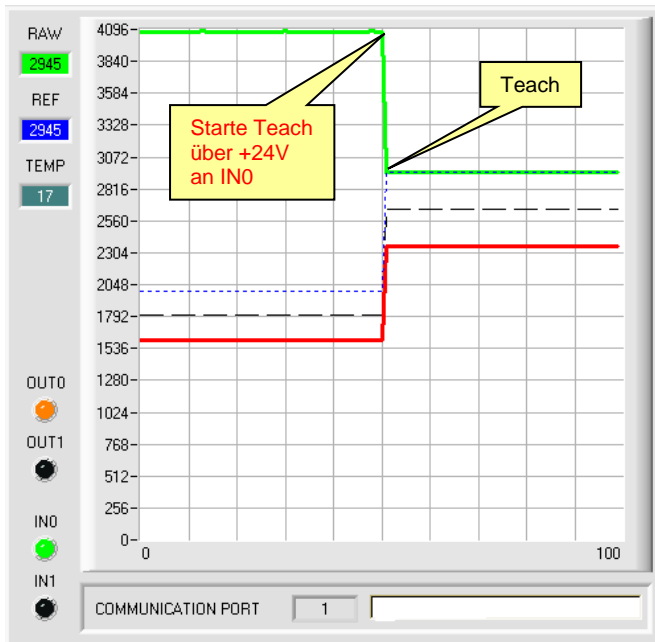 RAW
2945
REF
2945
TEMP
17
OUT0
OUT1
IN0
IN1
4096
3840
3584
3328
3072
2816
2560
2304
2048
1792
1536
1280
1024
768
512
256
0
0
100
Starte Teach
über +24V
an IN0
Teach
COMMUNICATION PORT 1